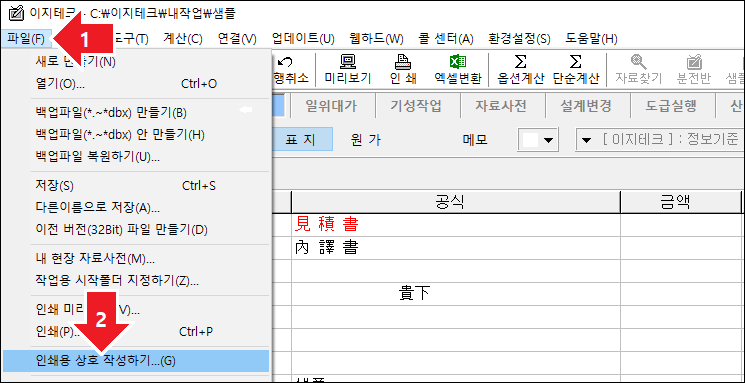 이지테크 - C:₩이지테크₩내작업₩샘플
파일(F) 도구(T) 계산(C) 연결(V) 업데이트(U) 웹하드(W) 콜 센터(A) 환경설정(S) 도움말(H)
1
새로 만들기(N)
열기(O)... Ctrl+O
백업파일(*.~*dbx) 만들기(B)
백업파일(*.~*dbx) 안 만들기(H)
백업파일 복원하기(U)...
저장(S) Ctrl+S
다른이름으로 저장(A)...
이전 버전(32Bit) 파일 만들기(D)
내 현장 자료사전(M)...
작업용 시작폴더 지정하기(Z)...
인쇄 미리 V)...
인쇄(P)... Ctrl+P
2
인쇄용 상호 작성하기...(G)
행취소 미리보기 인 쇄 엑셀변환 옵션계산 단순계산 자료찾기 분전반 샘플
일위대가 기성작업 자료사전 설계변경 도급실행 산
표 지 원 가 메모 [ 이지테크 ] : 정보기준
공식 금액
見 積 書
內 譯 書
貴下